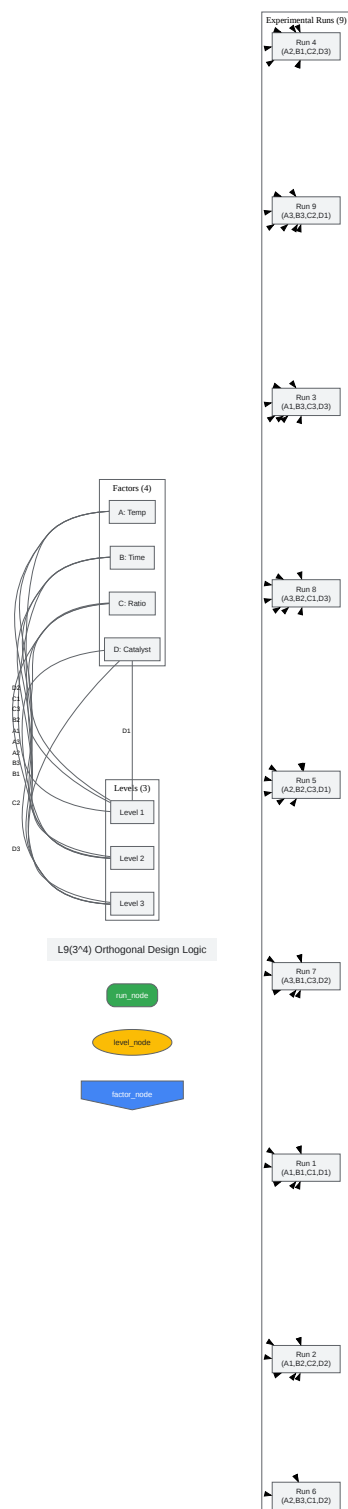 Experimental Runs (9)
Run 4
(A2,B1,C2,D3)
Run 9
(A3,B3,C2,D1)
Run 3
(A1,B3,C3,D3)
Factors (4)
A: Temp
B: Time
C: Ratio
D: Catalyst
Run 8
(A3,B2,C1,D3)
D2
C1
C3
B2
A1
A3
A2
B3
B1
C2
D3
D1
Run 5
(A2,B2,C3,D1)
Levels (3)
Level 1
Level 2
Level 3
L9(3^4) Orthogonal Design Logic
run_node
level_node
factor_node
Run 7
(A3,B1,C3,D2)
Run 1
(A1,B1,C1,D1)
Run 2
(A1,B2,C2,D2)
Run 6
(A2,B3,C1,D2)